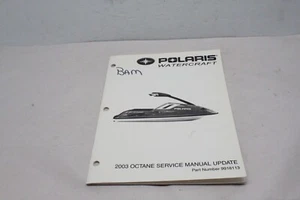 POLARIS
WATERCRAFT
BAM
2003 OCTANE SERVICE MANUAL UPDATE
Part Number 9918113